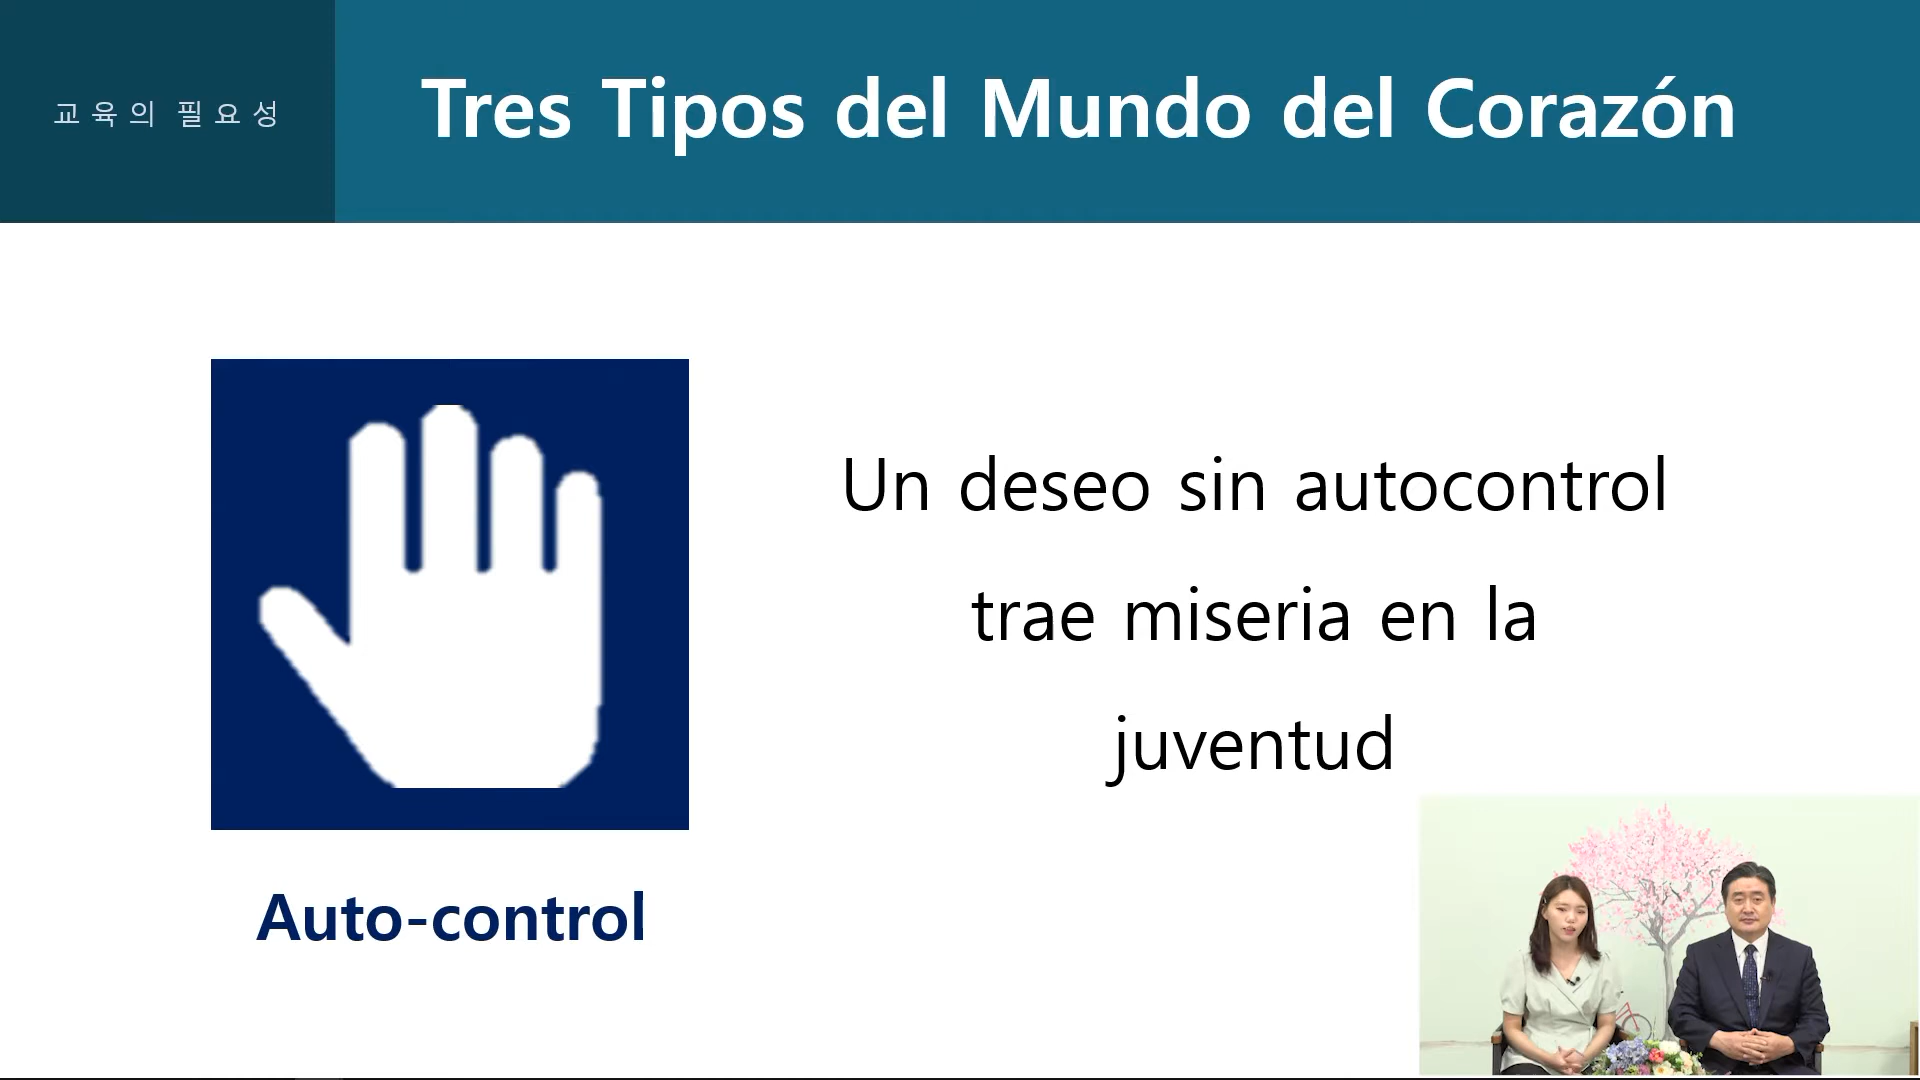 교육의 필요성
Tres Tipos del Mundo del Corazón
Un deseo sin autocontrol
trae miseria en la
juventud
Auto-control